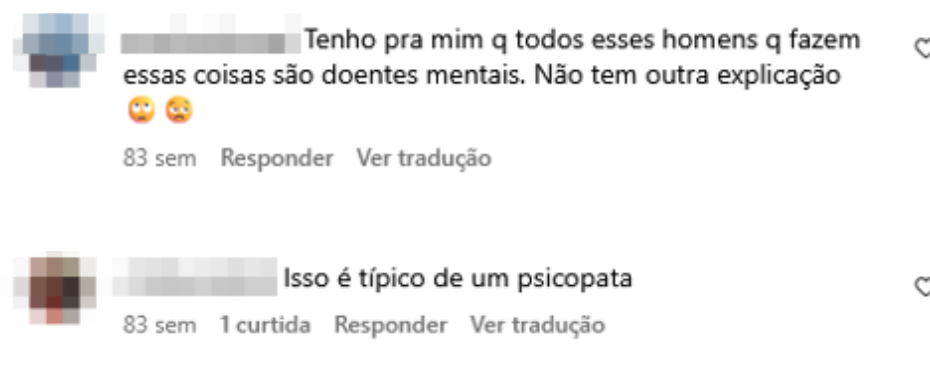 Tenho pra mim q todos esses homens q fazem
essas coisas são doentes mentais. Não tem outra explicação
🙄 😩
83 sem Responder Ver tradução
Isso é típico de um psicopata
83 sem 1 curtida Responder Ver tradução